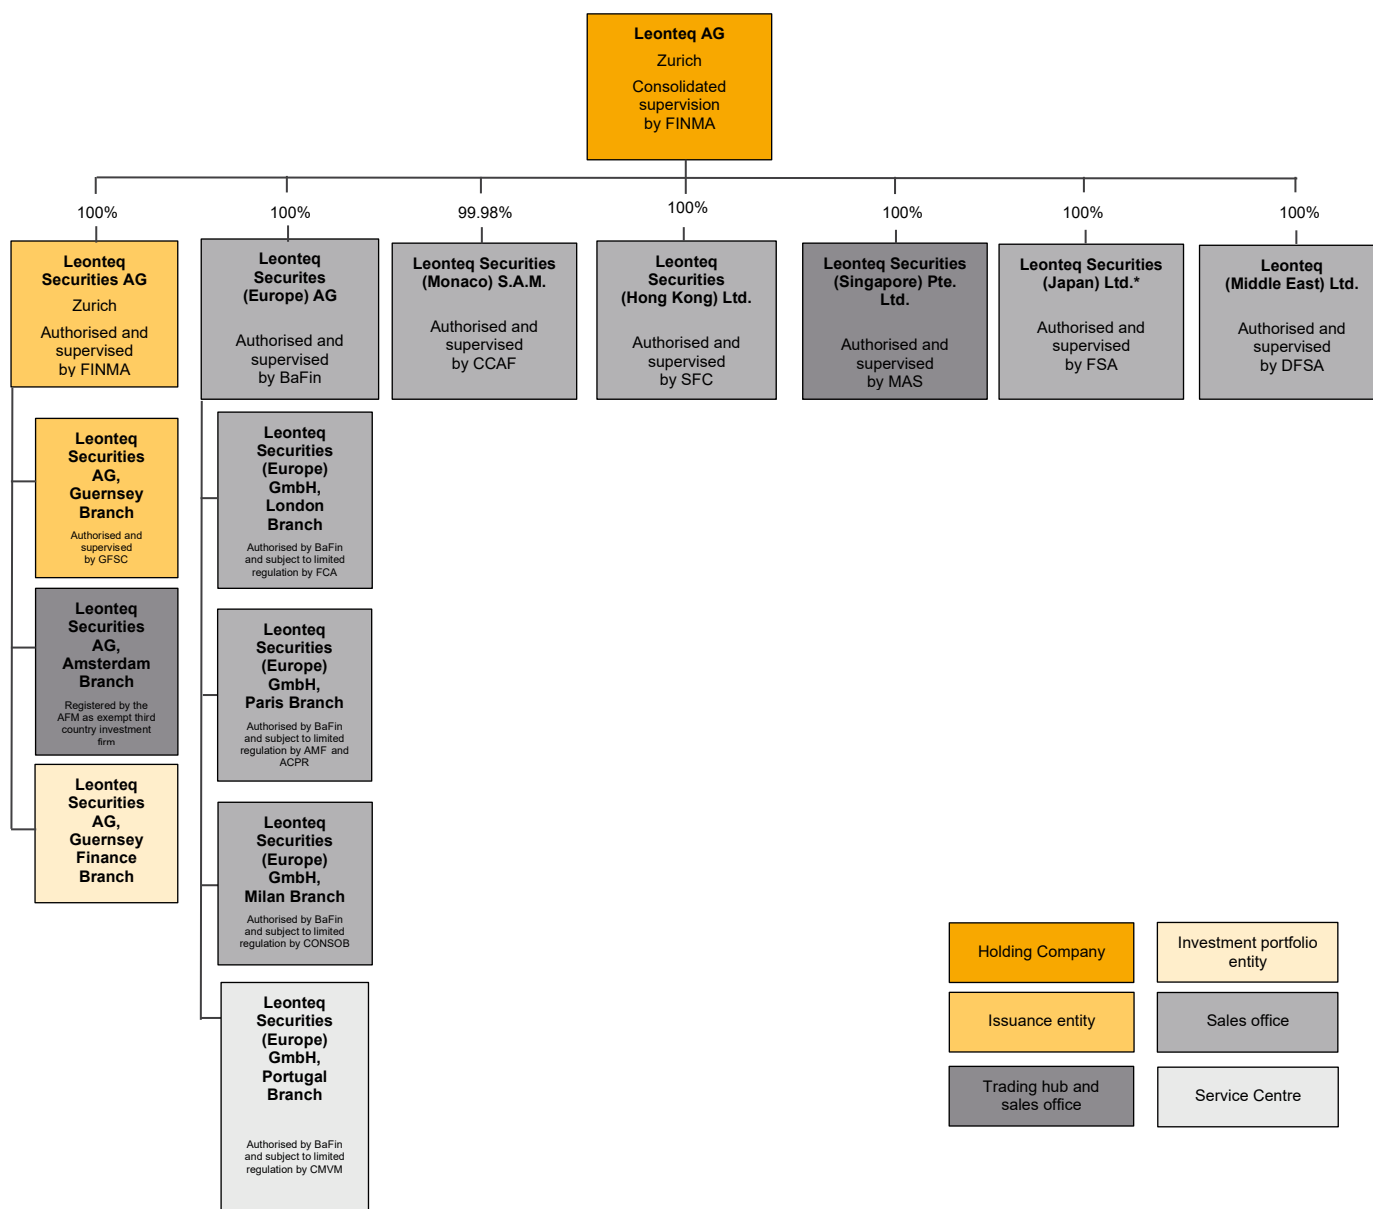 Leonteq AG
Zurich
Consolidated
supervision
by FINMA
100%
100%
99.98%
100%
100%
100%
100%
Leonteq
Securities AG
Zurich
Authorised and
supervised
by FINMA
Leonteq
Securites
(Europe) AG
Authorised and
supervised
by BaFin
Leonteq Securities
(Monaco) S.A.M.
Authorised and
supervised
by CCAF
Leonteq
Securities
(Hong Kong) Ltd.
Authorised and
supervised
by SFC
Leonteq Securities
(Singapore) Pte.
Ltd.
Authorised and
supervised
by MAS
Leonteq Securities
(Japan) Ltd.*
Authorised and
supervised
by FSA
Leonteq
(Middle East) Ltd.
Authorised and
supervised
by DFSA
Leonteq
Securities
AG,
Guernsey
Branch
Authorised and
supervised
by GFSC
Leonteq
Securities
AG,
Amsterdam
Branch
Registered by the
AFM as exempt third
country investment
firm
Leonteq
Securities
AG,
Guernsey
Finance
Branch
Leonteq
Securities
(Europe)
GmbH,
London
Branch
Authorised by BaFin
and subject to limited
regulation by FCA
Leonteq
Securities
(Europe)
GmbH,
Paris Branch
Authorised by BaFin
and subject to limited
regulation by AMF and
ACPR
Leonteq
Securities
(Europe)
GmbH,
Milan Branch
Authorised by BaFin
and subject to limited
regulation by CONSOB
Leonteq
Securities
(Europe)
GmbH,
Portugal
Branch
Authorised by BaFin
and subject to limited
regulation by CMVM
Holding Company
Investment portfolio
entity
Issuance entity
Sales office
Trading hub and
sales office
Service Centre